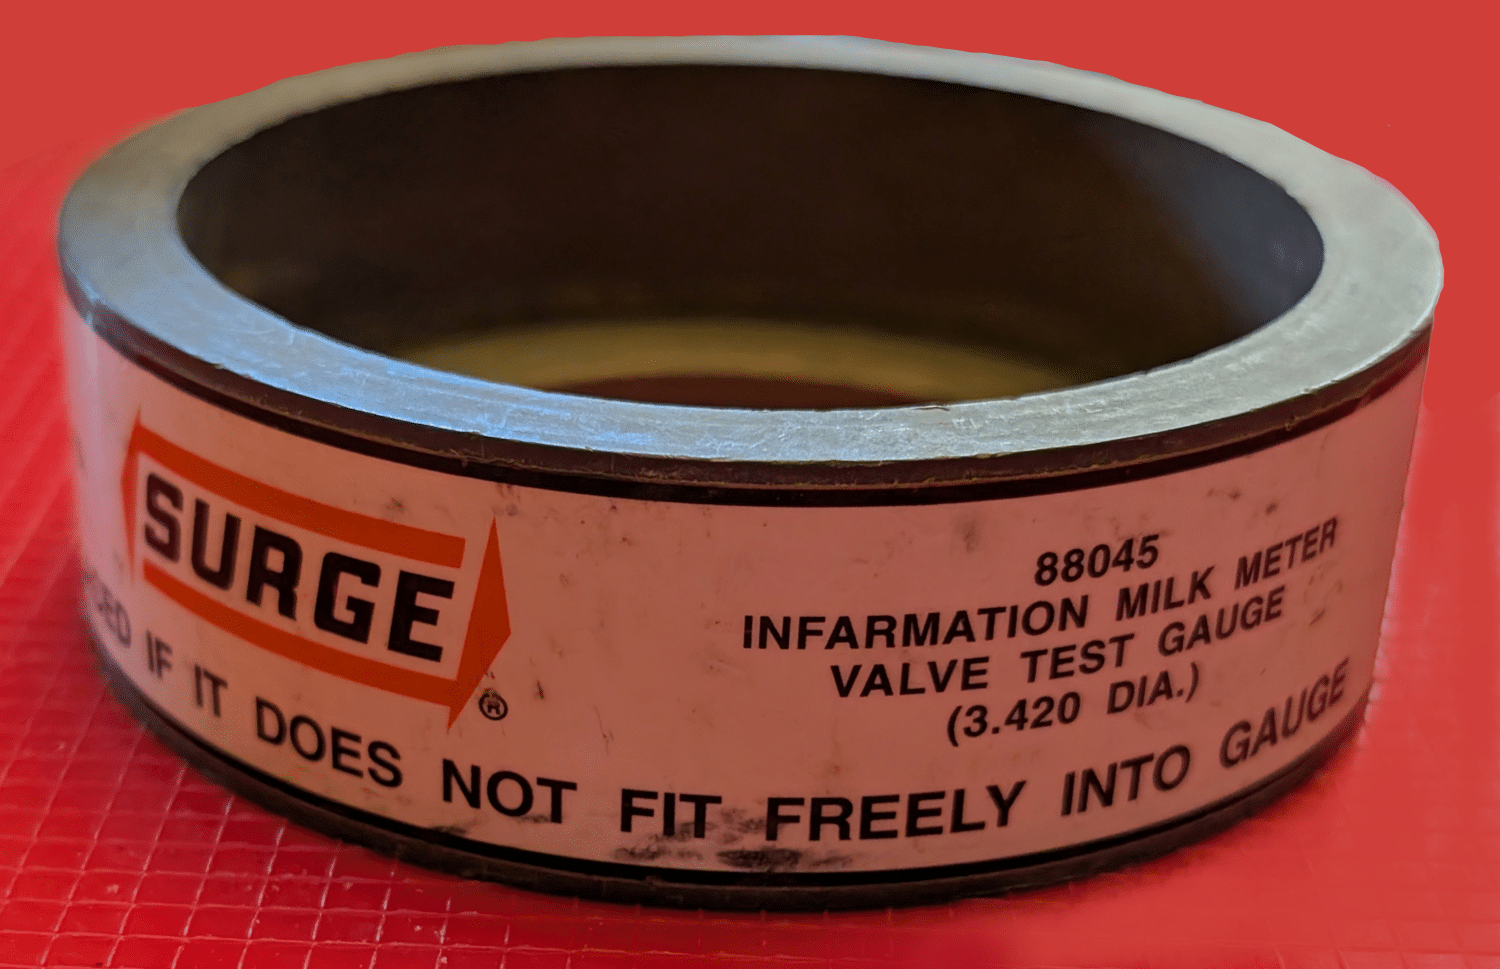 SURGE
®
88045
INFARMATION MILK METER
VALVE TEST GAUGE
(3.420 DIA.)
IF IT DOES NOT FIT FREELY INTO GAUGE